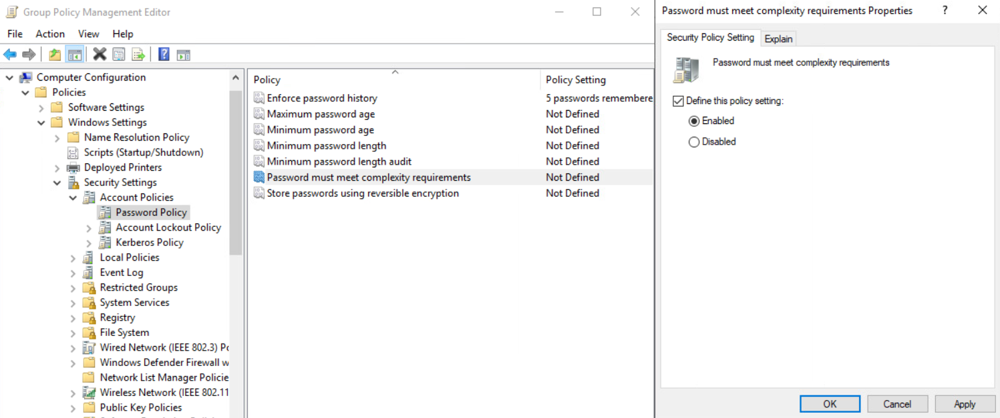 Group Policy Management Editor
File Action View Help
Computer Configuration
Policies
Software Settings
Windows Settings
Name Resolution Policy
Scripts (Startup/Shutdown)
Deployed Printers
Security Settings
Account Policies
Password Policy
Account Lockout Policy
Kerberos Policy
Local Policies
Event Log
Restricted Groups
System Services
Registry
File System
Wired Network (IEEE 802.3) Po
Windows Defender Firewall w
Network List Manager Policie
Wireless Network (IEEE 802.11
Public Key Policies
Policy Policy Setting
Enforce password history 5 passwords remembere
Maximum password age Not Defined
Minimum password age Not Defined
Minimum password length Not Defined
Minimum password length audit Not Defined
Password must meet complexity requirements Not Defined
Store passwords using reversible encryption Not Defined
Password must meet complexity requirements Properties ?
Security Policy Setting Explain
Password must meet complexity requirements
Define this policy setting:
Enabled
Disabled
OK Cancel Apply